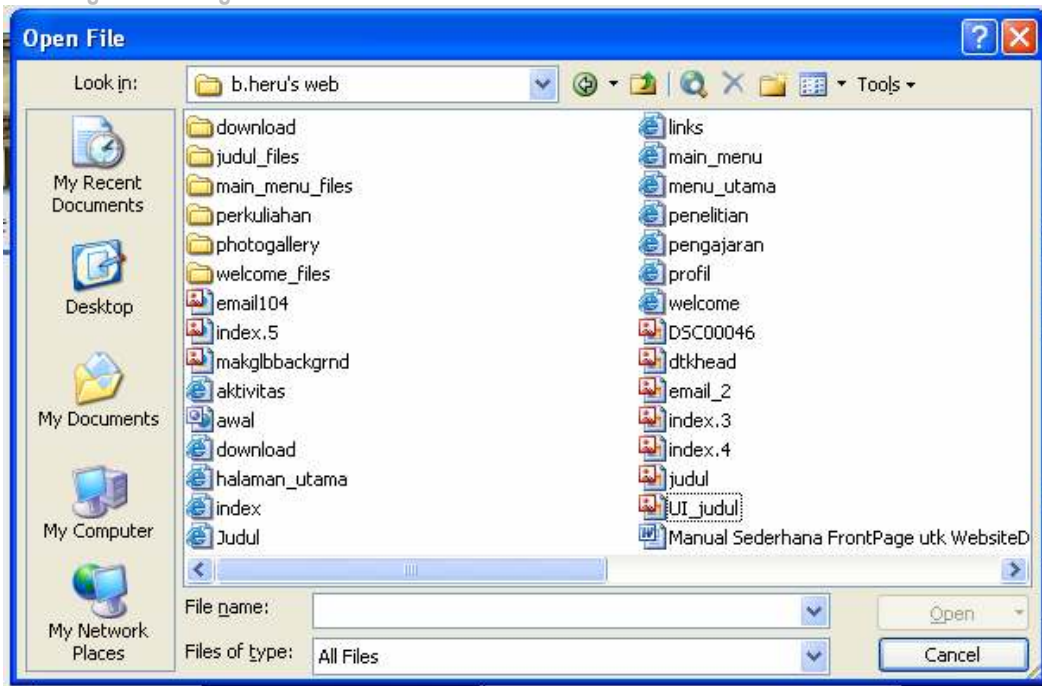 Open File
Look in:
b.heru's web
Tools
My Recent
Documents
Desktop
My Documents
My Computer
My Network
Places
download
judul_files
main_menu_files
perkuliahan
photogallery
welcome_files
email104
index.5
makglbbackgrnd
aktivitas
awal
download
halaman_utama
index
Judul
links
main_menu
menu_utama
penelitian
pengajaran
profil
welcome
DSC00046
dtkhead
email_2
index.3
index.4
judul
UI_judul
Manual Sederhana FrontPage utk WebsiteD
File name:
Open
Files of type:
All Files
Cancel